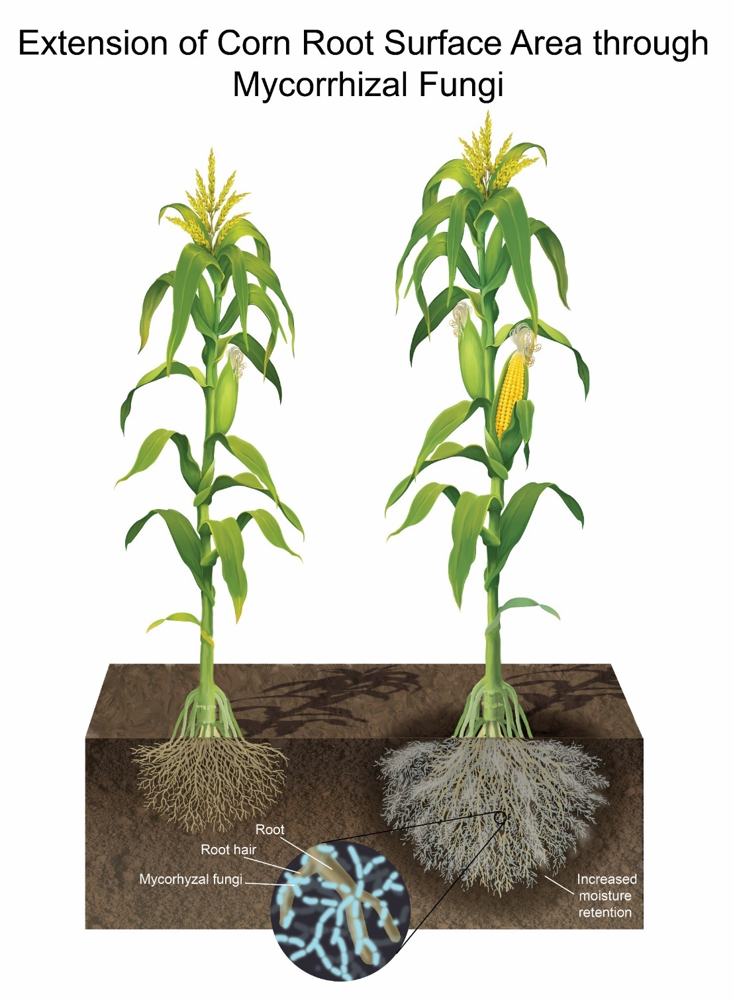 Extension of Corn Root Surface Area through
Mycorrhizal Fungi
Root
Root hair
Mycorhyzal fungi
Increased
moisture
retention